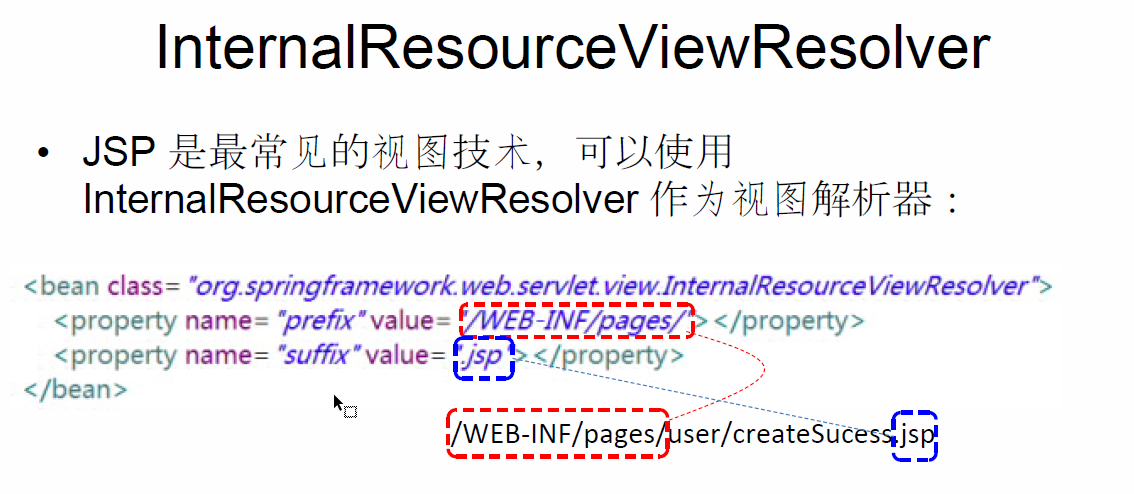 InternalResourceViewResolver
• JSP 是最常见的视图技术，可以使用
InternalResourceViewResolver 作为视图解析器：
<bean class="org.springframework.web.servlet.view.InternalResourceViewResolver">
<property name="prefix" value="/WEB-INF/pages/"></property>
<property name="suffix" value=".jsp"></property>
</bean>
/WEB-INF/pages/user/createSucess.jsp